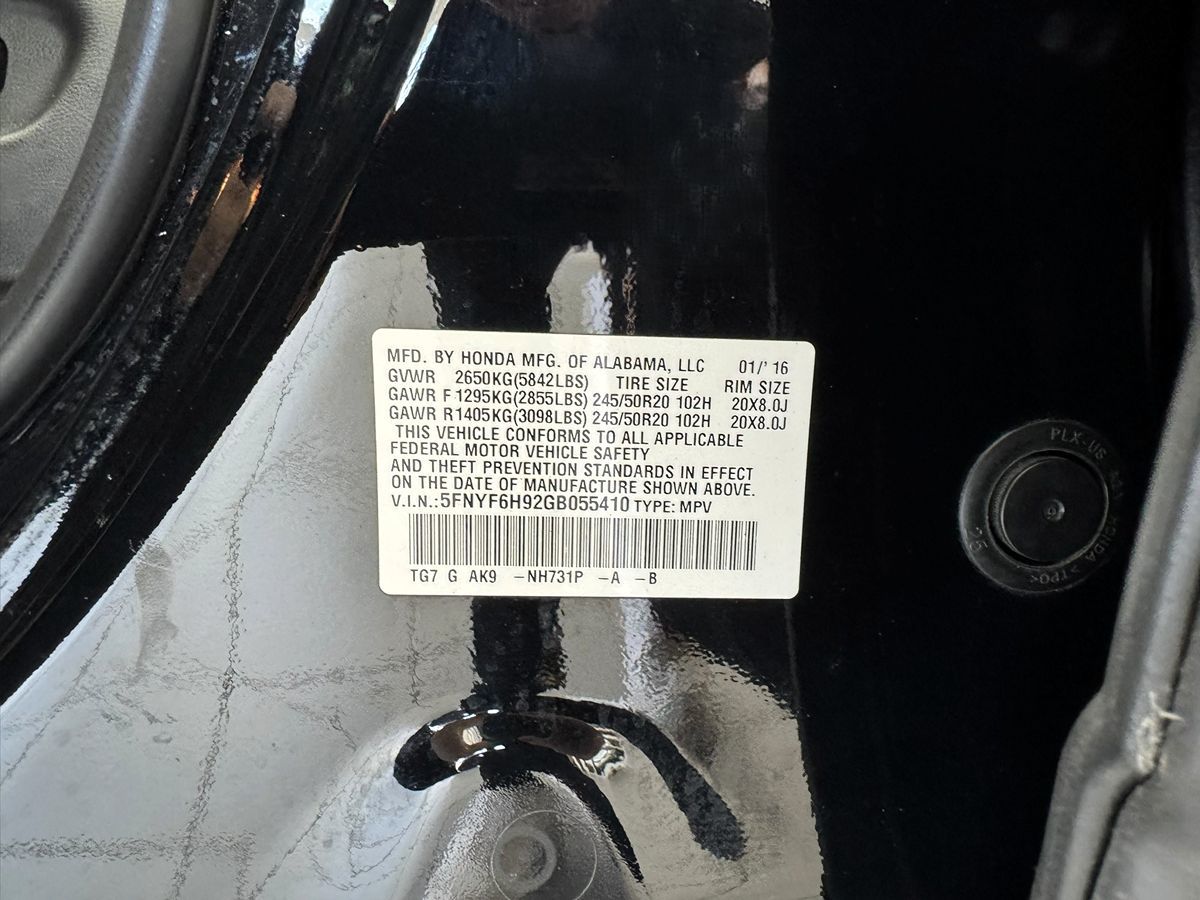 MFD. BY HONDA MFG. OF ALABAMA, LLC 01/'16
GVWR 2650KG(5842LBS) TIRE SIZE RIM SIZE
GAWR F1295KG(2855LBS) 245/50R20 102H 20X8.0J
GAWR R1405KG(3098LBS) 245/50R20 102H 20X8.0J
THIS VEHICLE CONFORMS TO ALL APPLICABLE
FEDERAL MOTOR VEHICLE SAFETY
AND THEFT PREVENTION STANDARDS IN EFFECT
ON THE DATE OF MANUFACTURE SHOWN ABOVE.
V.I.N.:5FNYF6H92GB055410 TYPE: MPV
TG7 G AK9 -NH731P -A -B
PLX-US
HONDA >TPO<
25